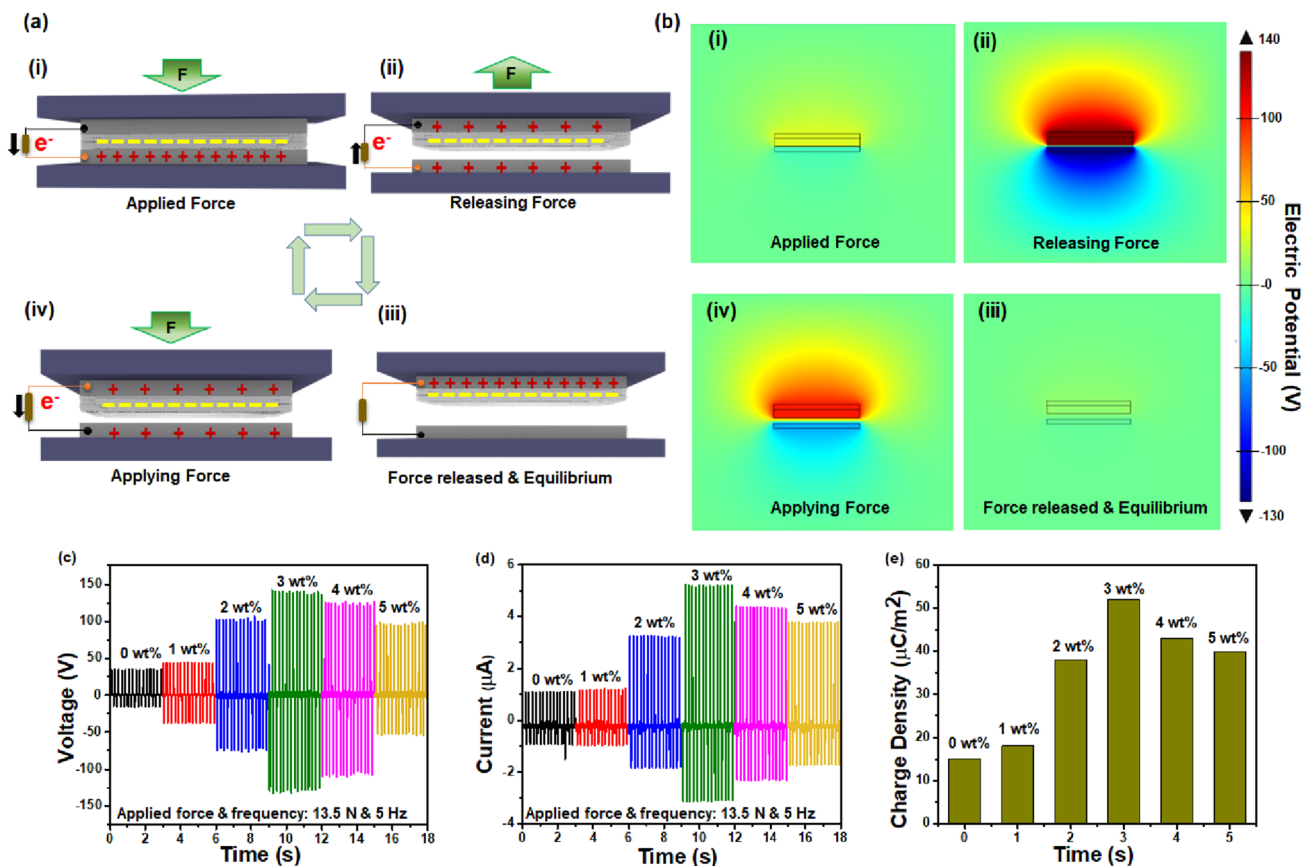 (a)
(i)
F
e-
+ + + + + + + + + + + +
Applied Force
(ii)
F
e-
+ + + + + +
+ + + + + +
Releasing Force
(iv)
F
e-
+ + + + + +
+ + + + + +
Applying Force
(iii)
+ + + + + + + + + + + +
Force released & Equilibrium
(b)
(i)
Applied Force
(ii)
Releasing Force
(iv)
Applying Force
(iii)
Force released & Equilibrium
140
100
50
-0
-50
-100
-130
Electric Potential (V)
(c)
Voltage (V)
150
125
100
75
50
25
0
-25
-50
-75
-100
-125
-150
-175
0 wt%
1 wt%
2 wt%
3 wt%
4 wt%
5 wt%
Applied force & frequency: 13.5 N & 5 Hz
0 2 4 6 8 10 12 14 16 18
Time (s)
(d)
Current (μA)
6
4
2
0
-2
-4
0 wt%
1 wt%
2 wt%
3 wt%
4 wt%
5 wt%
Applied force & frequency: 13.5 N & 5 Hz
0 2 4 6 8 10 12 14 16 18
Time (s)
(e)
Charge Density (μC/m²)
60
50
40
30
20
10
0
0 wt%
1 wt%
2 wt%
3 wt%
4 wt%
5 wt%
0 1 2 3 4 5
Time (s)